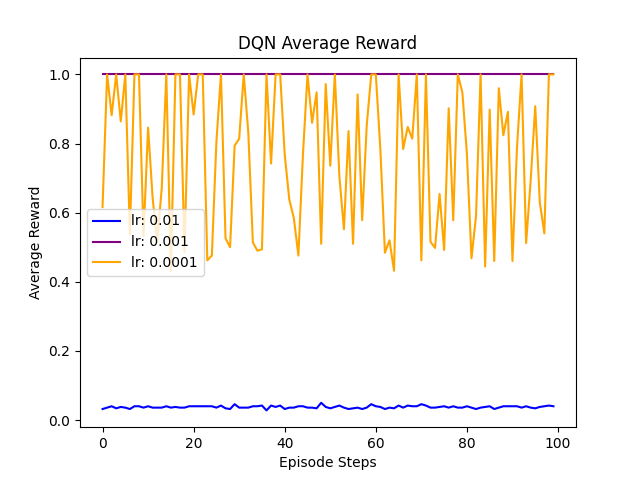 DQN Average Reward
1.0
0.8
0.6
0.4
0.2
0.0
Average Reward
lr: 0.01
lr: 0.001
lr: 0.0001
0 20 40 60 80 100
Episode Steps